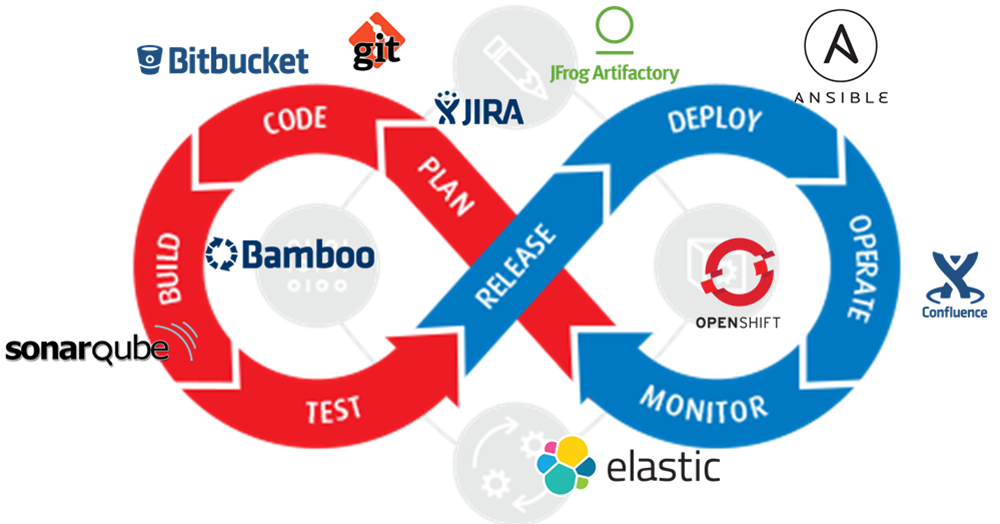 Bitbucket
git
JFrog Artifactory
ANSIBLE
JIRA
CODE
DEPLOY
PLAN
BUILD
Bamboo
RELEASE
OPERATE
OPENSHIFT
Confluence
sonarqube
TEST
MONITOR
elastic